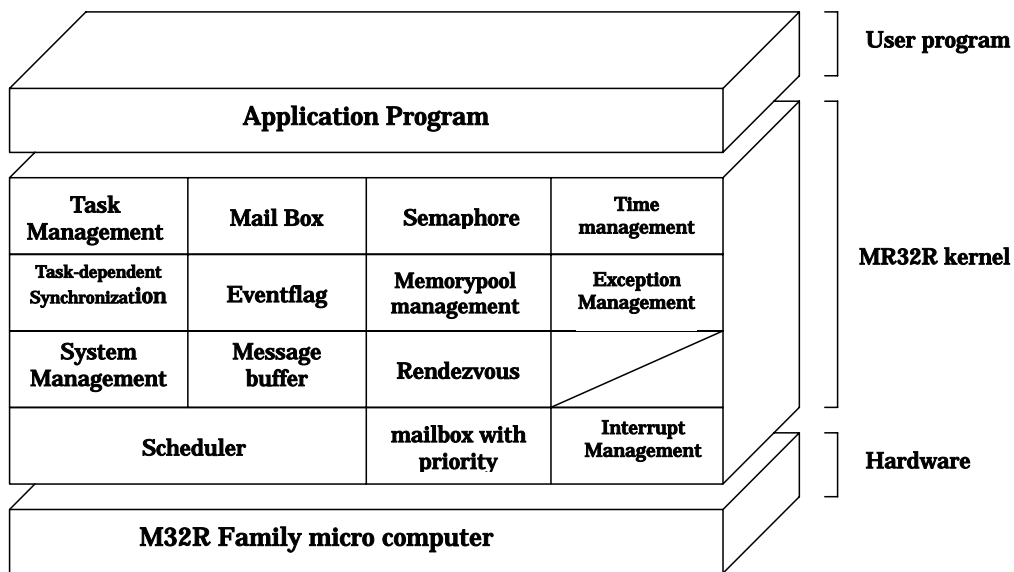 User program
Application Program
Task
Management
Mail Box
Semaphore
Time
management
MR32R kernel
Task-dependent
Synchronization
Eventflag
Memorypool
management
Exception
Management
System
Management
Message
buffer
Rendezvous
Scheduler
mailbox with
priority
Interrupt
Management
Hardware
M32R Family micro computer